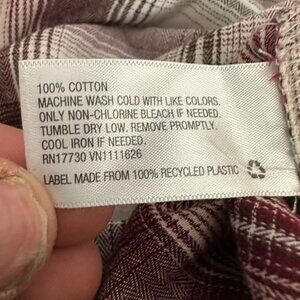 100% COTTON
MACHINE WASH COLD WITH LIKE COLORS.
ONLY NON-CHLORINE BLEACH IF NEEDED.
TUMBLE DRY LOW. REMOVE PROMPTLY.
COOL IRON IF NEEDED.
RN17730 VN1111626
LABEL MADE FROM 100% RECYCLED PLASTIC